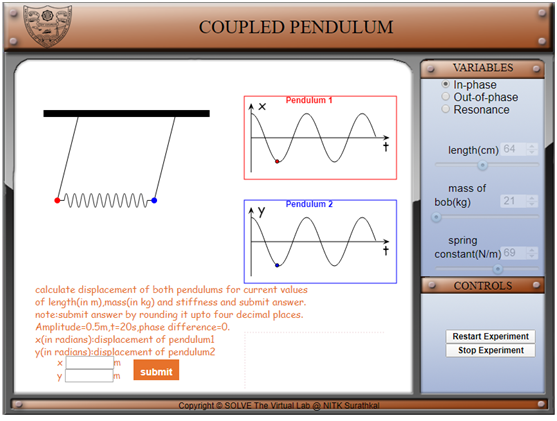 COUPLED PENDULUM
VARIABLES
In-phase
Out-of-phase
Resonance
length(cm) 64
mass of
bob(kg) 21
spring
constant(N/m) 69
CONTROLS
Restart Experiment
Stop Experiment
Pendulum 1
x
t
Pendulum 2
y
t
calculate displacement of both pendulums for current values
of length(in m),mass(in kg) and stiffness and submit answer.
note:submit answer by rounding it upto four decimal places.
Amplitude=0.5m,t=20s,phase difference=0.
x(in radians):displacement of pendulum1
y(in radians):displacement of pendulum2
x m
y m
submit
Copyright © SOLVE The Virtual Lab @ NITK Surathkal